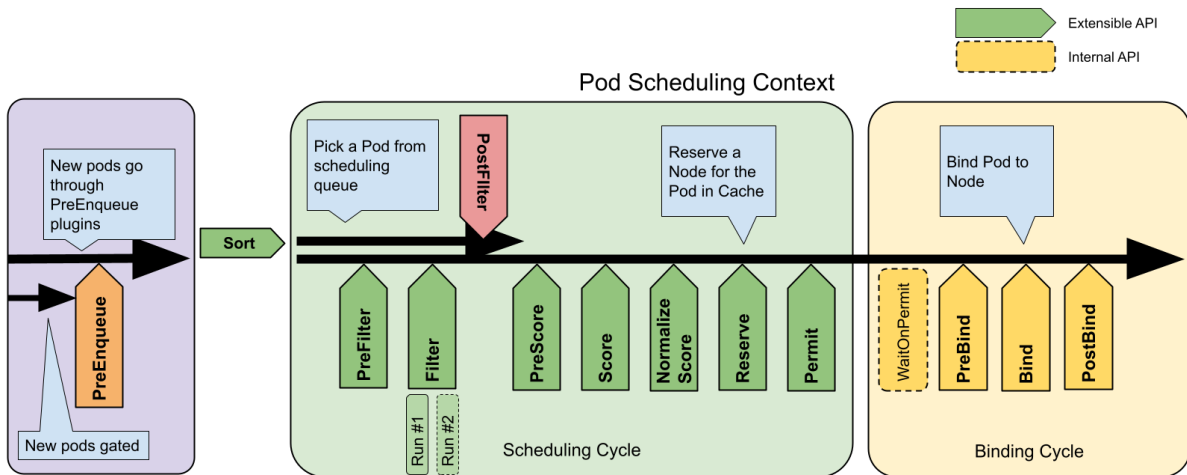 Extensible API
Internal API
Pod Scheduling Context
New pods go
through
PreEnqueue
plugins
PreEnqueue
New pods gated
Sort
Pick a Pod from
scheduling
queue
PostFIlter
Reserve a
Node for the
Pod in Cache
PreFilter
Filter
Run #1
Run #2
PreScore
Score
Normalize
Score
Reserve
Permit
Scheduling Cycle
Bind Pod to
Node
WaitOnPermit
PreBind
Bind
PostBind
Binding Cycle